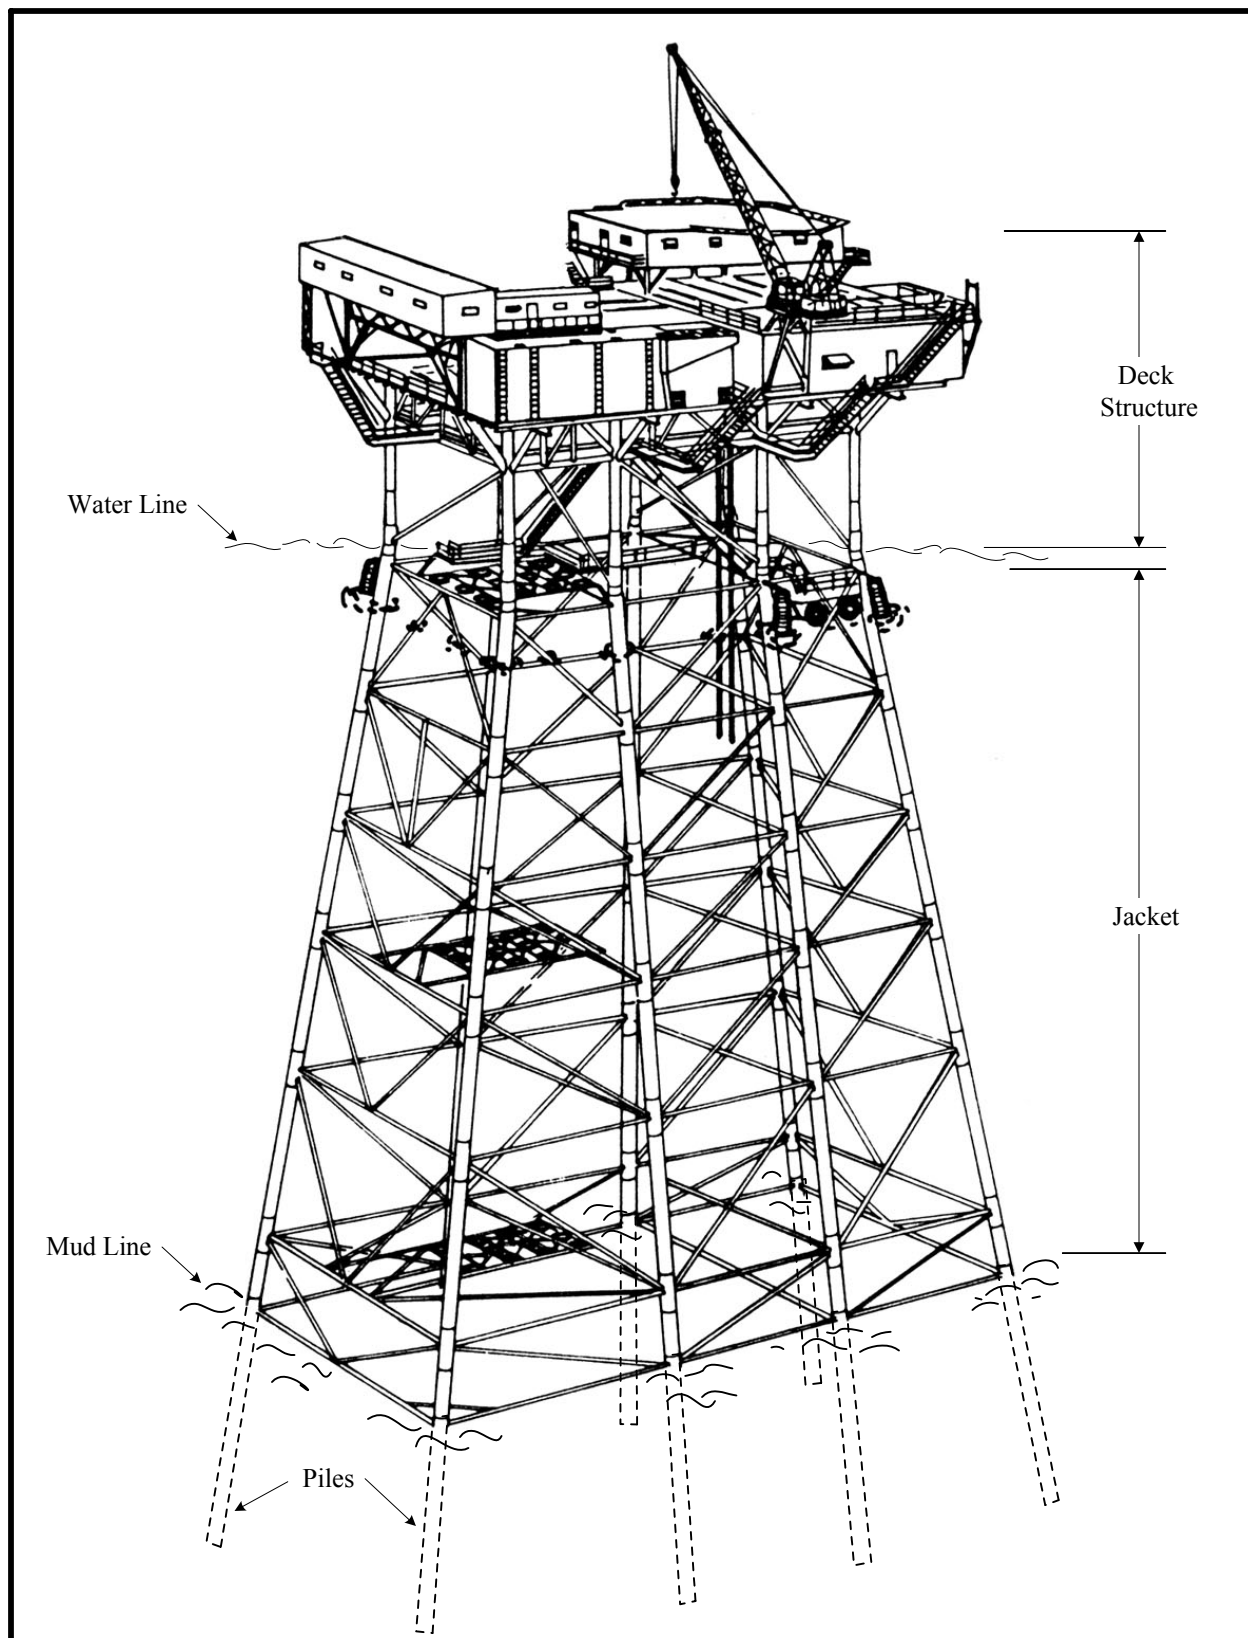 Deck
Structure
Water Line
Jacket
Mud Line
Piles